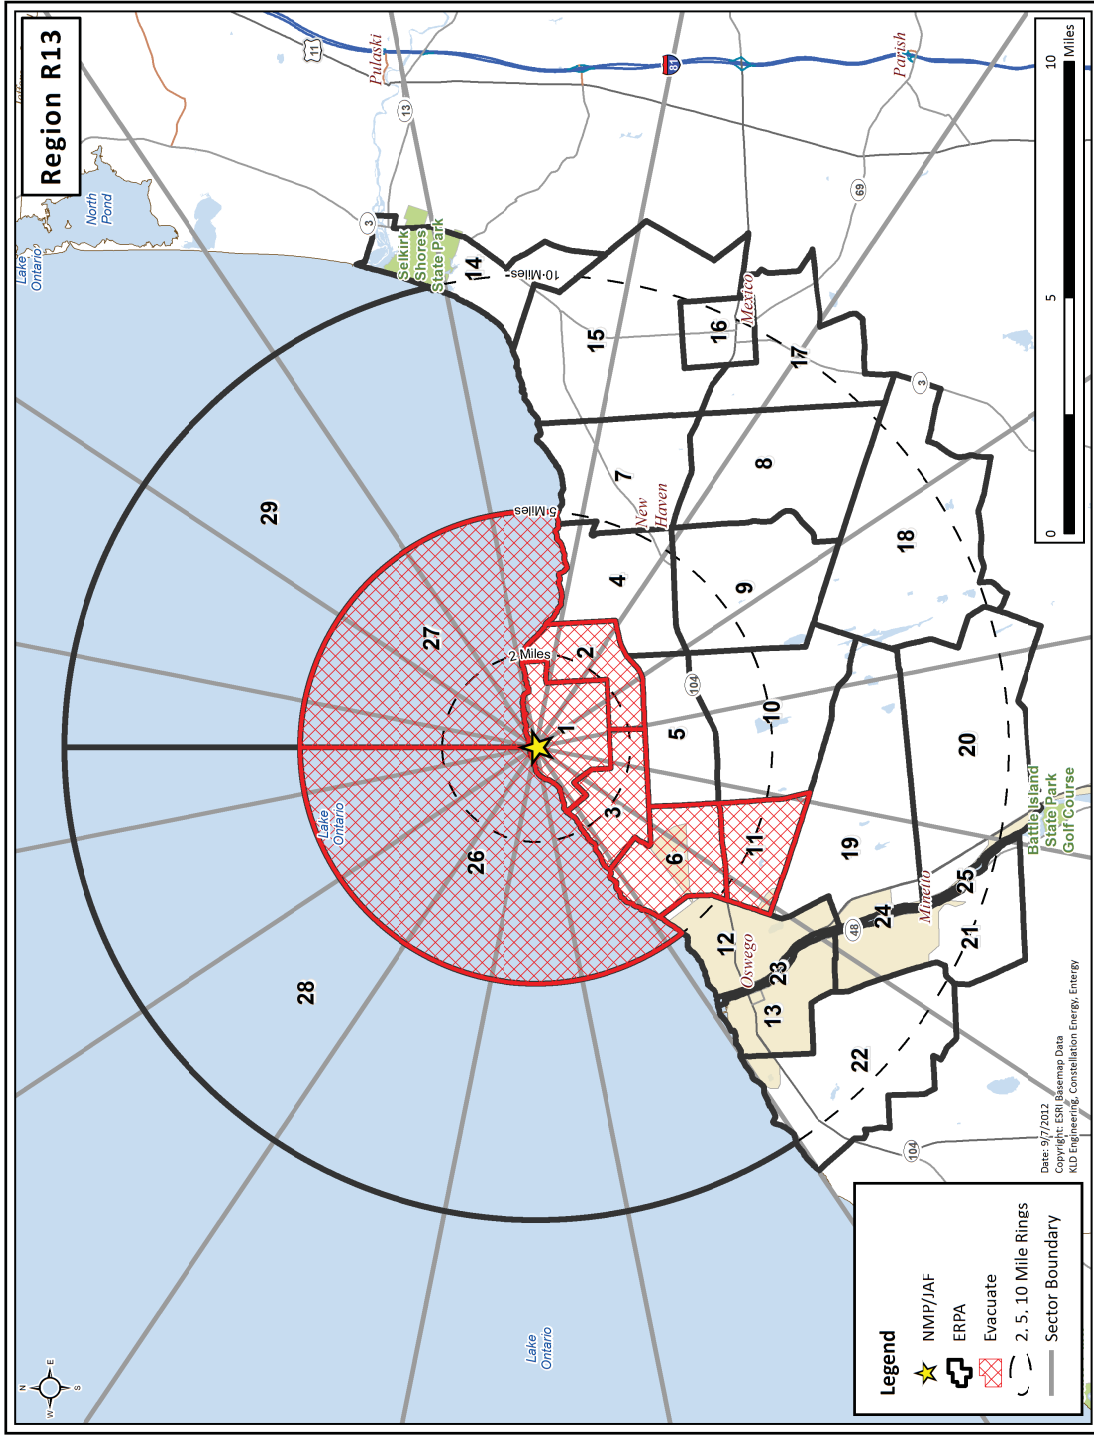 Region R13
N
W
E
S
Lake
Ontario
North
Pond
11
Pulaski
13
81
Parish
3
Selkirk
Shores
State Park
14
10 Miles
69
29
15
16
Mexico
17
3
5 Miles
7
New
Haven
8
18
27
4
9
2 Miles
2
1
104
5
10
20
Lake
Ontario
26
3
6
11
19
Battle Island
State Park
Golf Course
28
12
Oswego
23
13
48
24
Minetto
25
21
22
104
Lake
Ontario
0
5
10
Miles
Date: 9/7/2012
Copyright: ESRI Basemap Data
KLD Engineering, Constellation Energy, Entergy
Legend
NMP/JAF
ERPA
Evacuate
2, 5, 10 Mile Rings
Sector Boundary